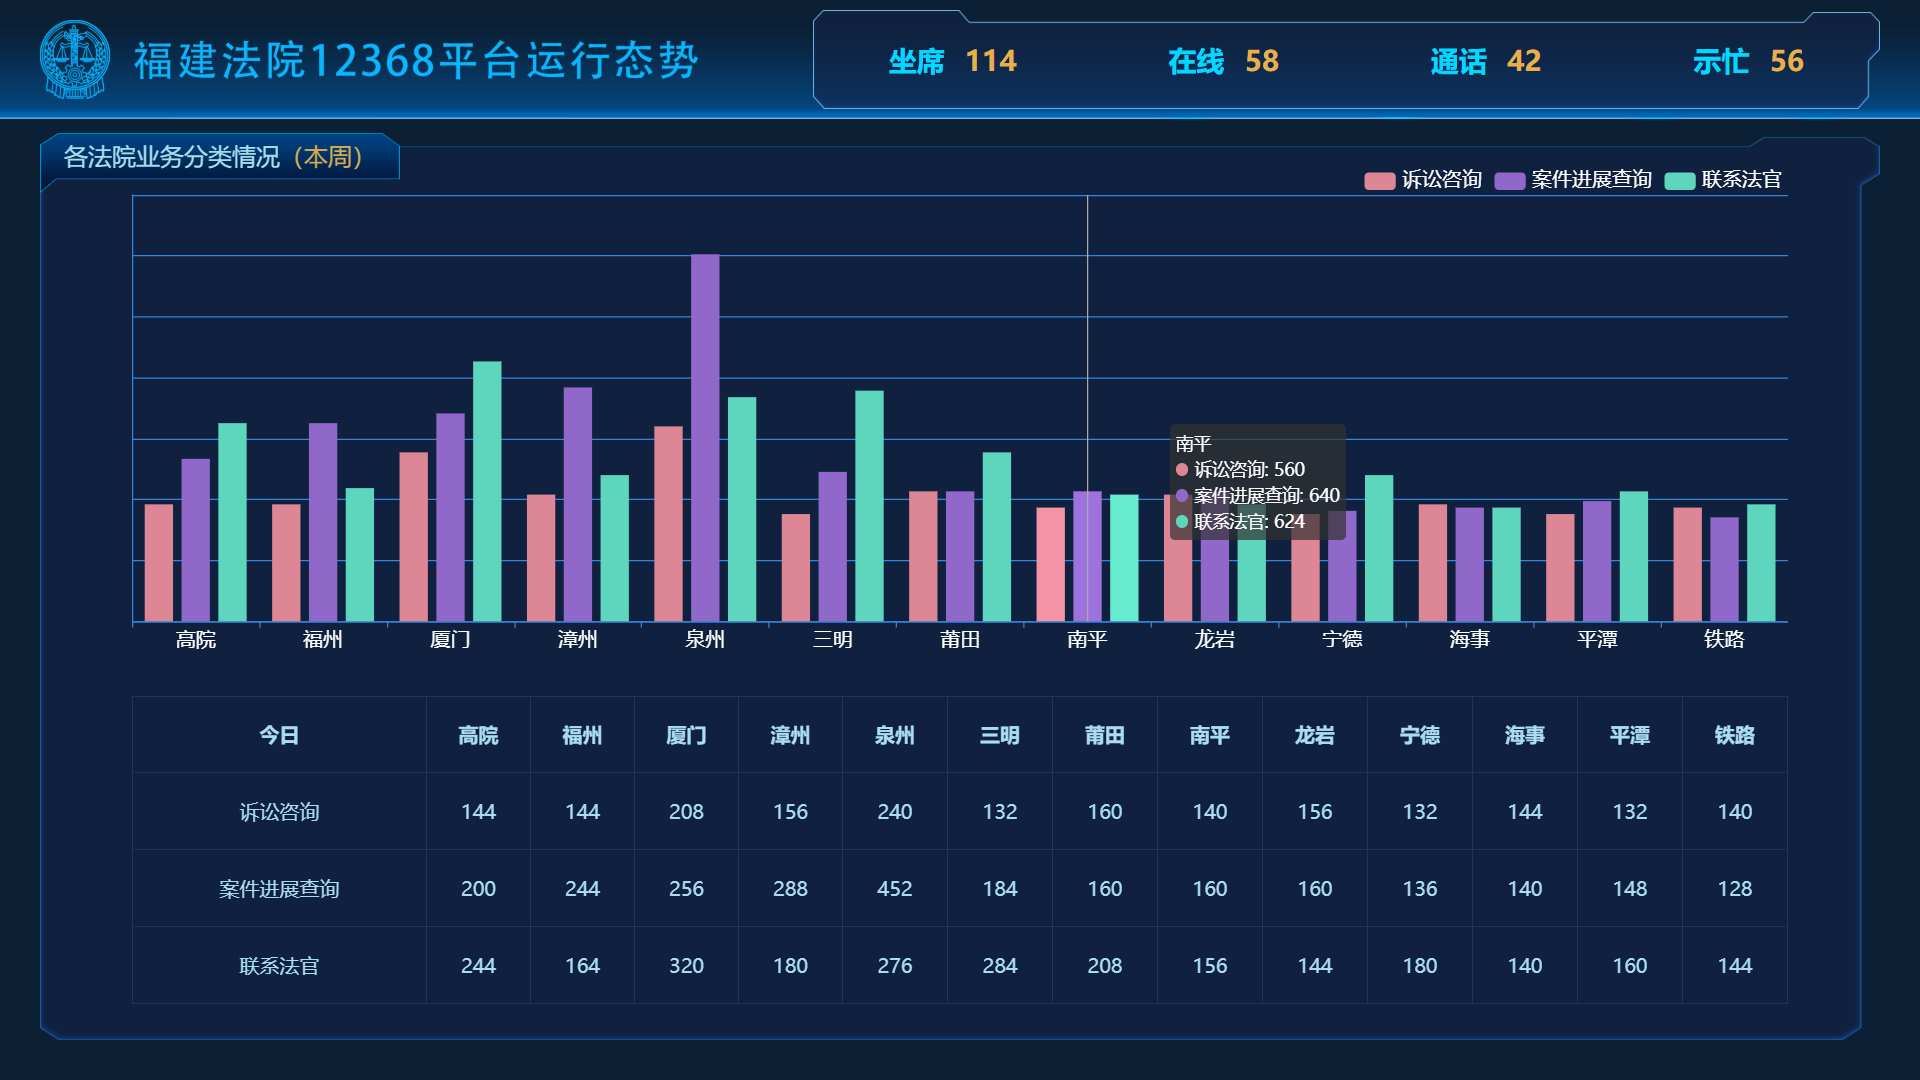 福建法院12368平台运行态势
坐席 114 在线 58 通话 42 示忙 56
各法院业务分类情况（本周）
诉讼咨询 案件进展查询 联系法官
南平
诉讼咨询: 560
案件进展查询: 640
联系法官: 624
高院 福州 厦门 漳州 泉州 三明 莆田 南平 龙岩 宁德 海事 平潭 铁路
今日 高院 福州 厦门 漳州 泉州 三明 莆田 南平 龙岩 宁德 海事 平潭 铁路
诉讼咨询 144 144 208 156 240 132 160 140 156 132 144 132 140
案件进展查询 200 244 256 288 452 184 160 160 160 136 140 148 128
联系法官 244 164 320 180 276 284 208 156 144 180 140 160 144